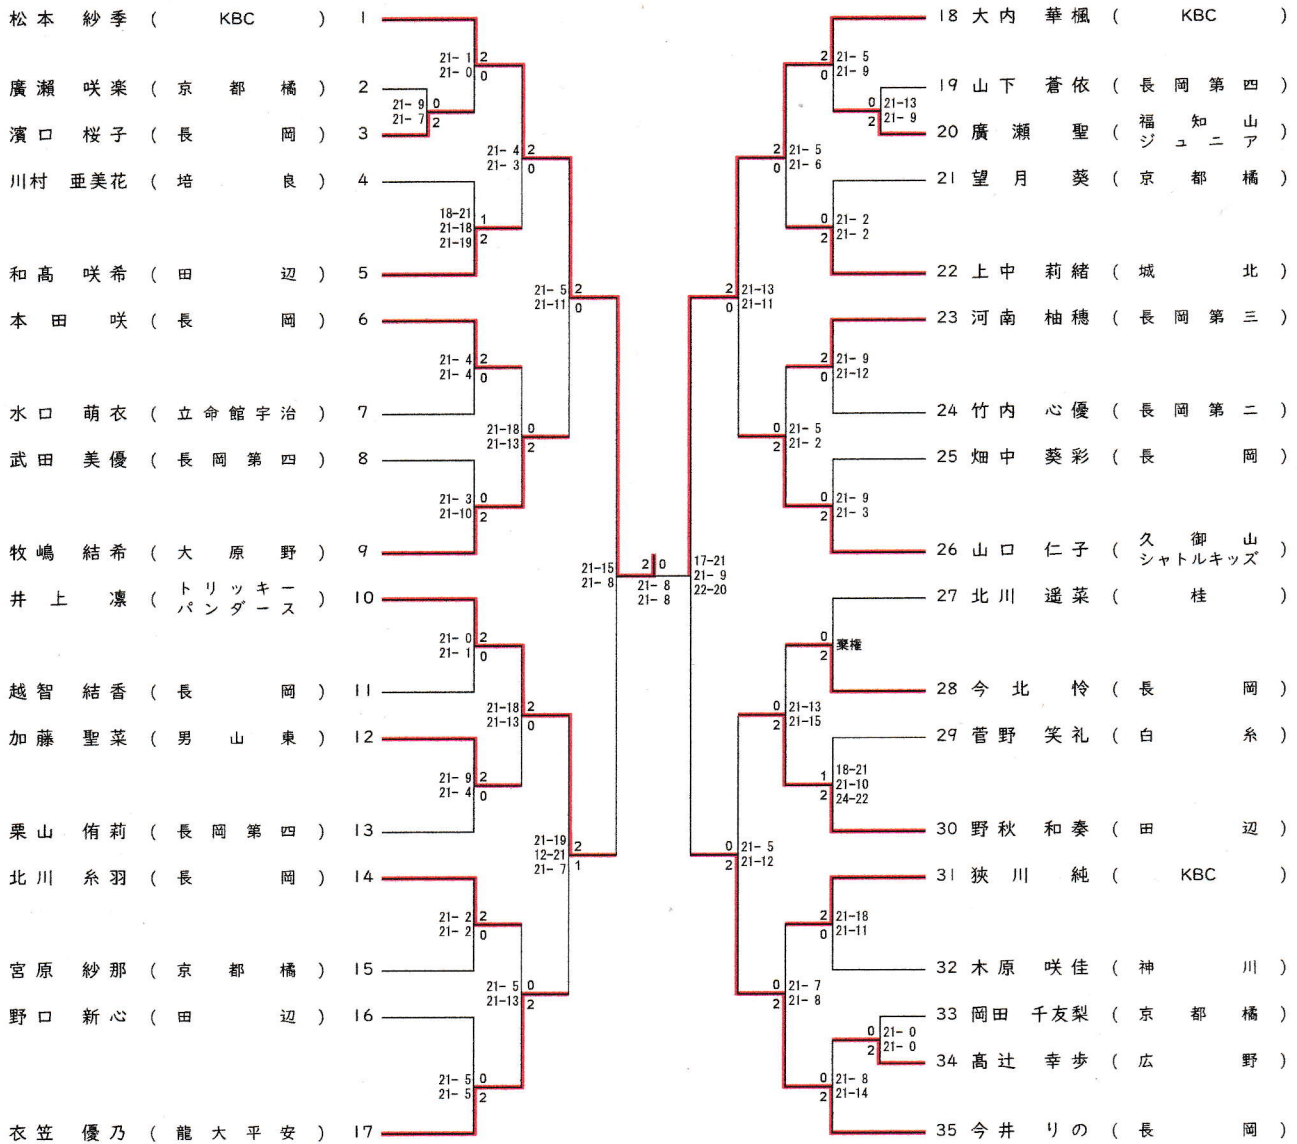 松本 紗季 ( KBC ) 1
21- 1 2
21- 0 0
廣瀬 咲楽 ( 京都橘 ) 2
21- 9 0
21- 7 2
濱口 桜子 ( 長岡 ) 3
21- 4 2
21- 3 0
川村 亜美花 ( 培良 ) 4
18-21 1
21-18
21-19 2
和髙 咲希 ( 田辺 ) 5
21- 5 2
21-11 0
本田 咲 ( 長岡 ) 6
21- 4 2
21- 4 0
水口 萌衣 ( 立命館宇治 ) 7
21-18 0
21-13 2
武田 美優 ( 長岡第四 ) 8
21- 3 0
21-10 2
牧嶋 結希 ( 大原野 ) 9
21-15
21- 8
井上 凛 ( トリッキーパンダース ) 10
21- 0 2
21- 1 0
越智 結香 ( 長岡 ) 11
21-18 2
21-13 0
加藤 聖菜 ( 男山東 ) 12
21- 9 2
21- 4 0
栗山 侑莉 ( 長岡第四 ) 13
21-19 2
12-21
21- 7 1
北川 糸羽 ( 長岡 ) 14
21- 2 2
21- 2 0
宮原 紗那 ( 京都橘 ) 15
21- 5 0
21-13 2
野口 新心 ( 田辺 ) 16
21- 5 0
21- 5 2
衣笠 優乃 ( 龍大平安 ) 17
2 0
21- 8
21- 8
18 大内 華楓 ( KBC )
2 21- 5
0 21- 9
19 山下 蒼依 ( 長岡第四 )
0 21-13
2 21- 9
20 廣瀬 聖 ( 福知山ジュニア )
2 21- 5
0 21- 6
21 望月 葵 ( 京都橘 )
0 21- 2
2 21- 2
22 上中 莉緒 ( 城北 )
2 21-13
0 21-11
23 河南 柚穂 ( 長岡第三 )
2 21- 9
0 21-12
24 竹内 心優 ( 長岡第二 )
0 21- 5
2 21- 2
25 畑中 葵彩 ( 長岡 )
0 21- 9
2 21- 3
26 山口 仁子 ( 久御山シャトルキッズ )
17-21
21- 9
22-20
27 北川 遥菜 ( 桂 )
0 棄権
2
28 今北 怜 ( 長岡 )
0 21-13
2 21-15
29 菅野 笑礼 ( 白糸 )
1 18-21
21-10
2 24-22
30 野秋 和奏 ( 田辺 )
0 21- 5
2 21-12
31 狭川 純 ( KBC )
2 21-18
0 21-11
32 木原 咲佳 ( 神川 )
0 21- 7
2 21- 8
33 岡田 千友梨 ( 京都橘 )
0 21- 0
2 21- 0
34 髙辻 幸歩 ( 広野 )
0 21- 8
2 21-14
35 今井 りの ( 長岡 )